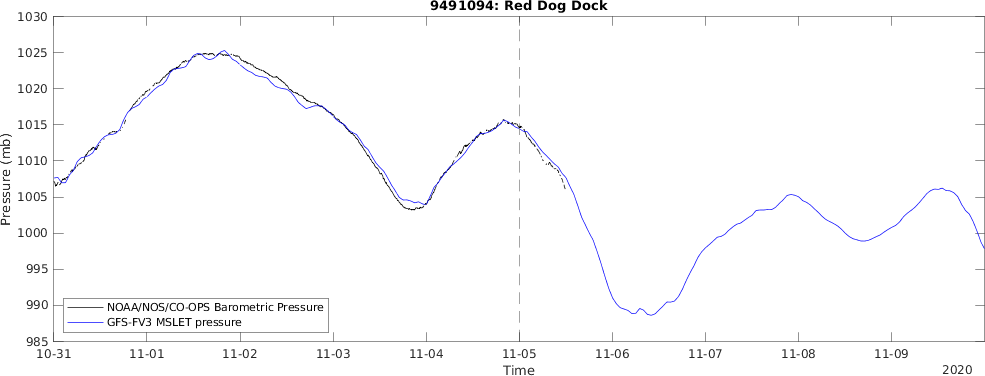 9491094: Red Dog Dock
1030
1025
1020
1015
1010
1005
1000
995
990
985
Pressure (mb)
NOAA/NOS/CO-OPS Barometric Pressure
GFS-FV3 MSLET pressure
10-31 11-01 11-02 11-03 11-04 11-05 11-06 11-07 11-08 11-09
Time
2020